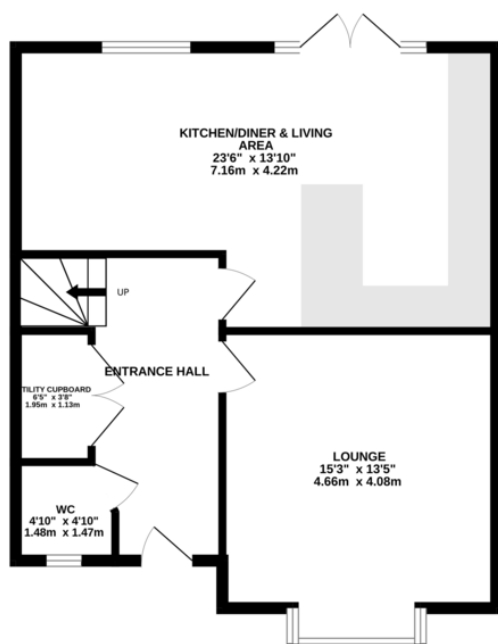 KITCHEN/DINER & LIVING
AREA
23'6" x 13'10"
7.16m x 4.22m
UP
ENTRANCE HALL
TILITY CUPBOARD
6'5" x 3'8"
1.95m x 1.13m
LOUNGE
15'3" x 13'5"
4.66m x 4.08m
WC
4'10" x 4'10"
1.48m x 1.47m